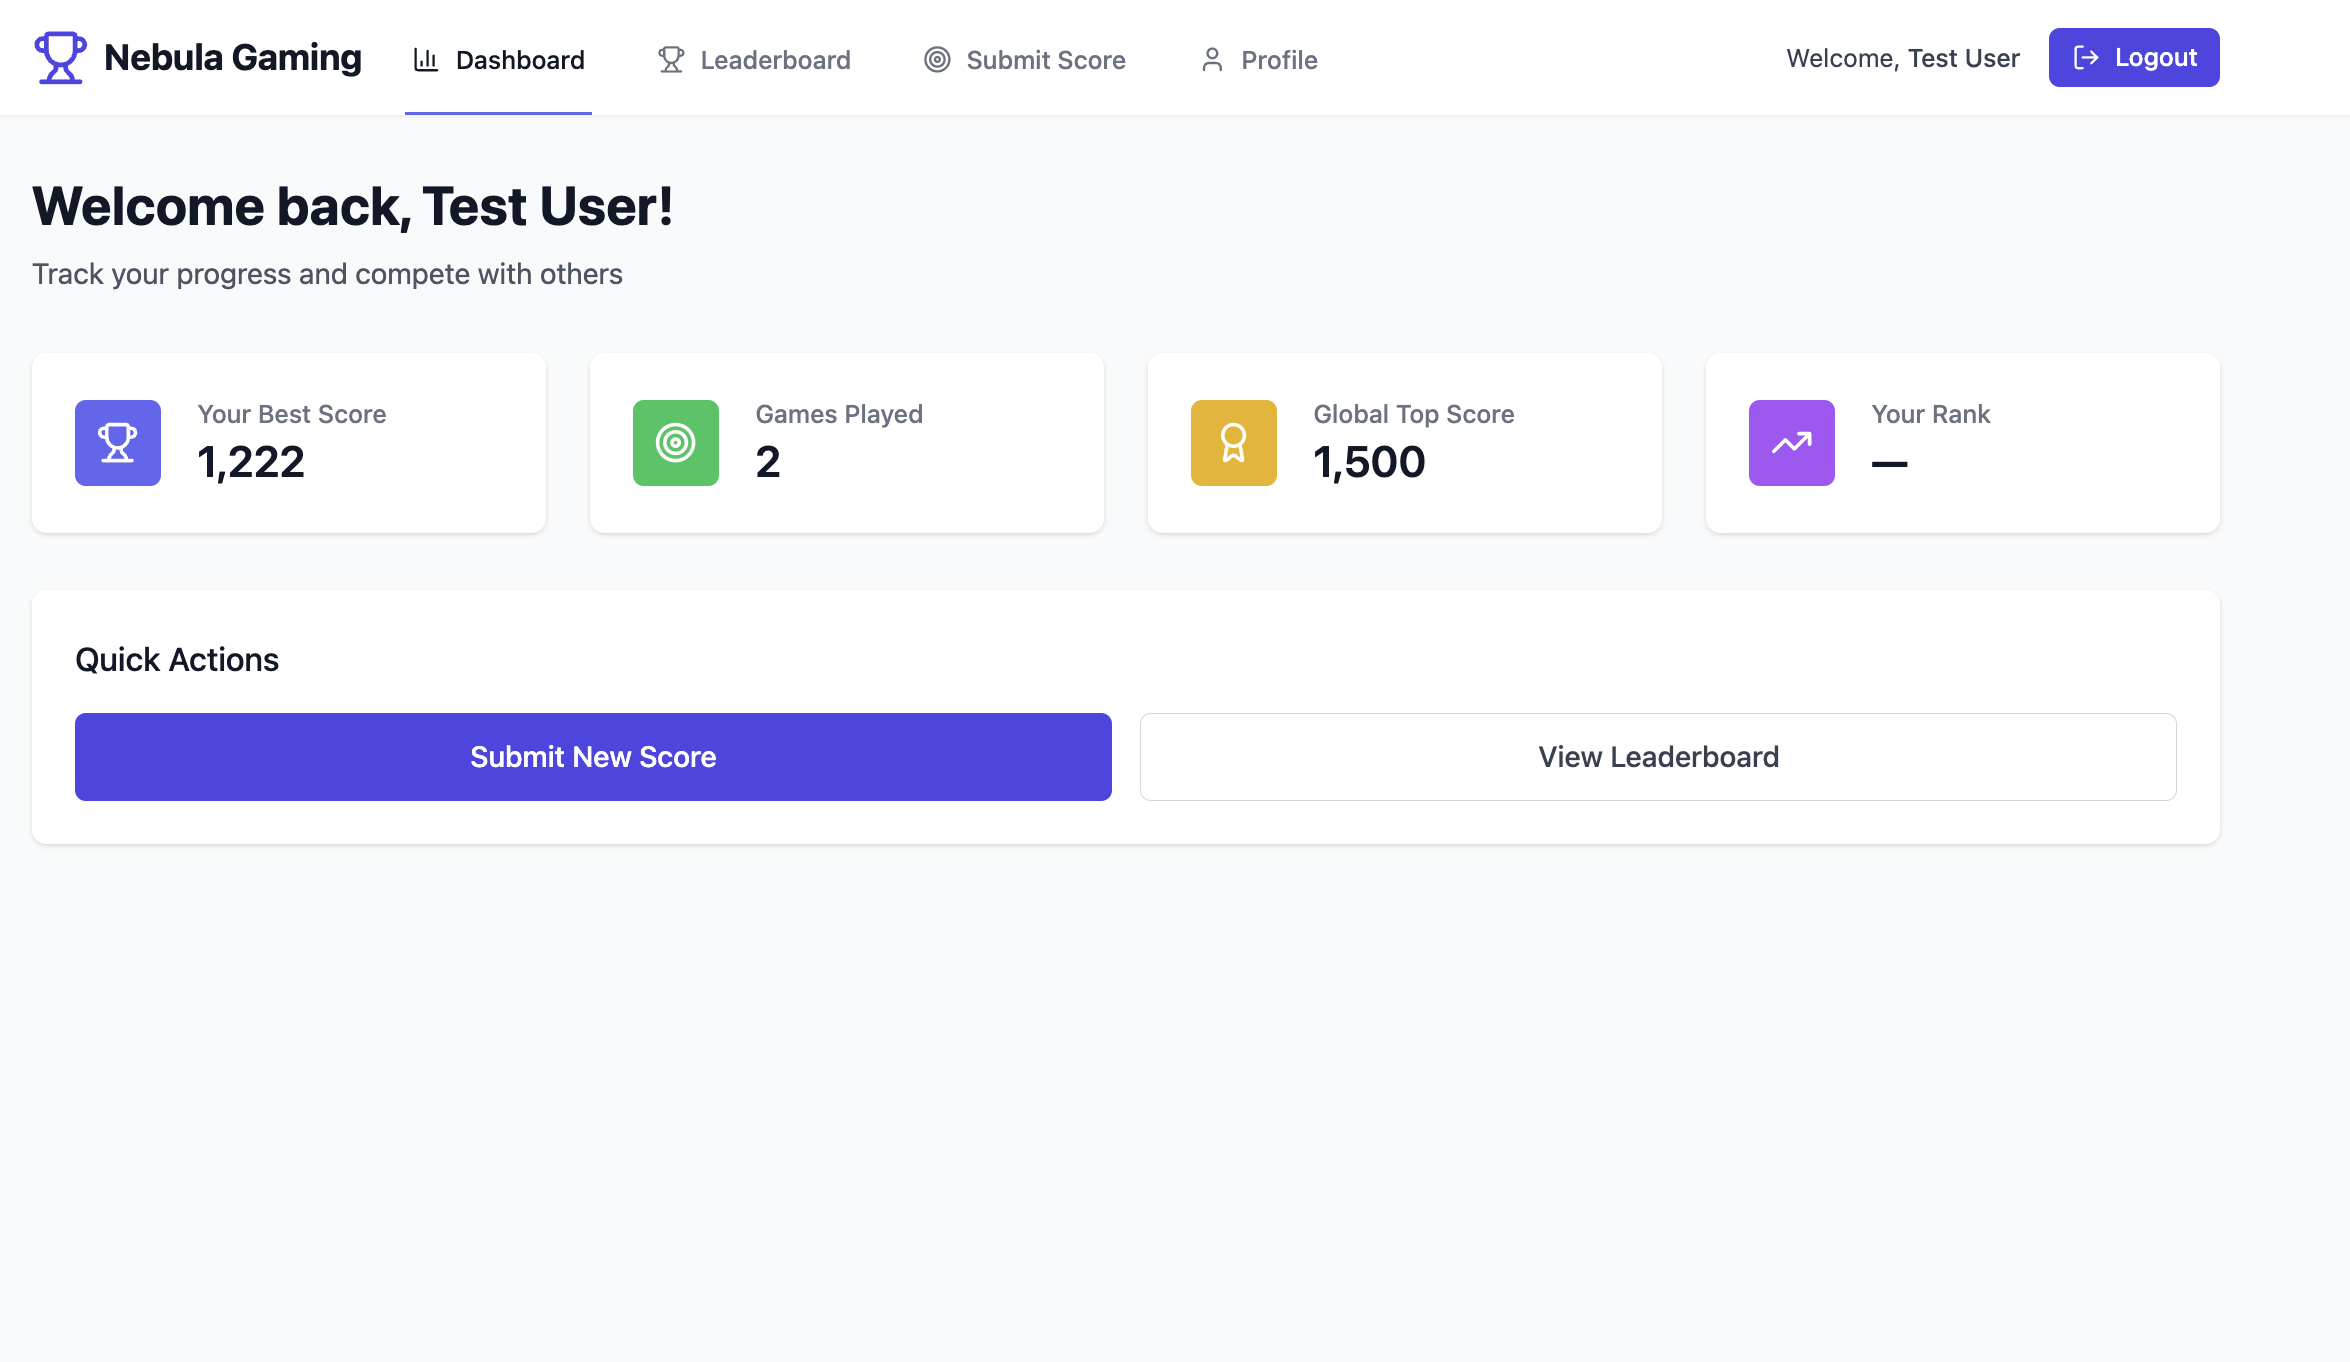 Nebula Gaming
Dashboard
Leaderboard
Submit Score
Profile
Welcome, Test User
Logout
Welcome back, Test User!
Track your progress and compete with others
Your Best Score
1,222
Games Played
2
Global Top Score
1,500
Your Rank
—
Quick Actions
Submit New Score
View Leaderboard